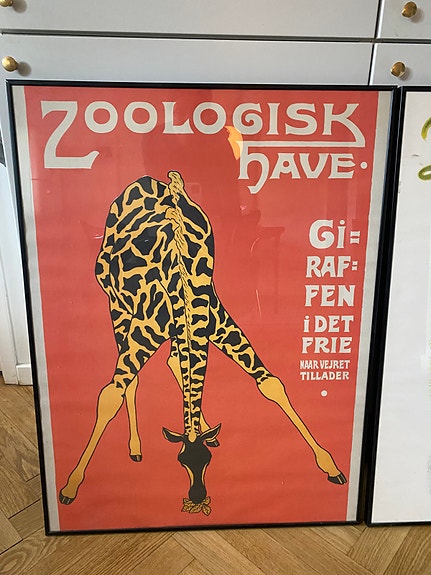 ZOOLOGISK
HAVE·
Gi=
RAF=
FEN
i DET
FRIE
NAAR VEJRET
TILLADER